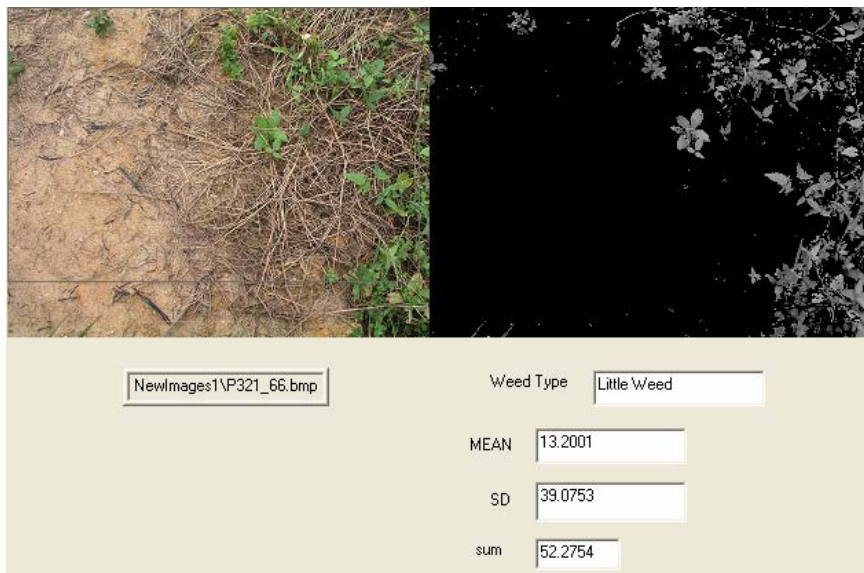 NewImages1\P321_66.bmp
Weed Type Little Weed
MEAN 13.2001
SD 39.0753
sum 52.2754